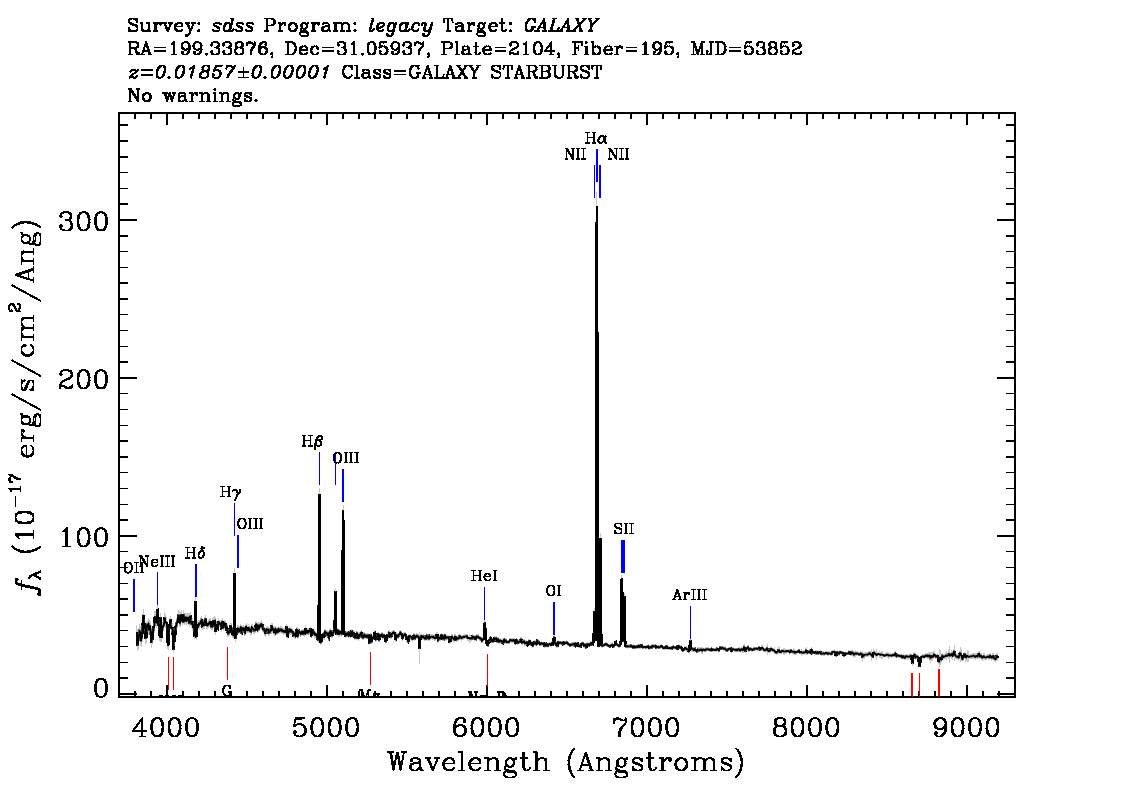 Survey: sdss Program: legacy Target: GALAXY
RA=199.33876, Dec=31.05937, Plate=2104, Fiber=195, MJD=53852
z=0.01857±0.00001 Class=GALAXY STARBURST
No warnings.
Hα
NII NII
300
200
Hβ
OIII
Hγ
OIII
SII
100
Hδ
NeIII
OII
HeI
OI
ArIII
G
0
4000 5000 6000 7000 8000 9000
Wavelength (Angstroms)
fλ (10⁻¹⁷ erg/s/cm²/Ang)